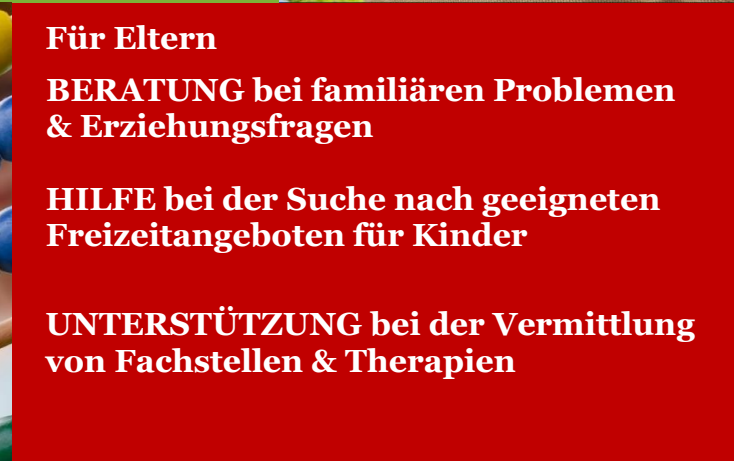 Für Eltern
BERATUNG bei familiären Problemen
& Erziehungsfragen
HILFE bei der Suche nach geeigneten
Freizeitangeboten für Kinder
UNTERSTÜTZUNG bei der Vermittlung
von Fachstellen & Therapien